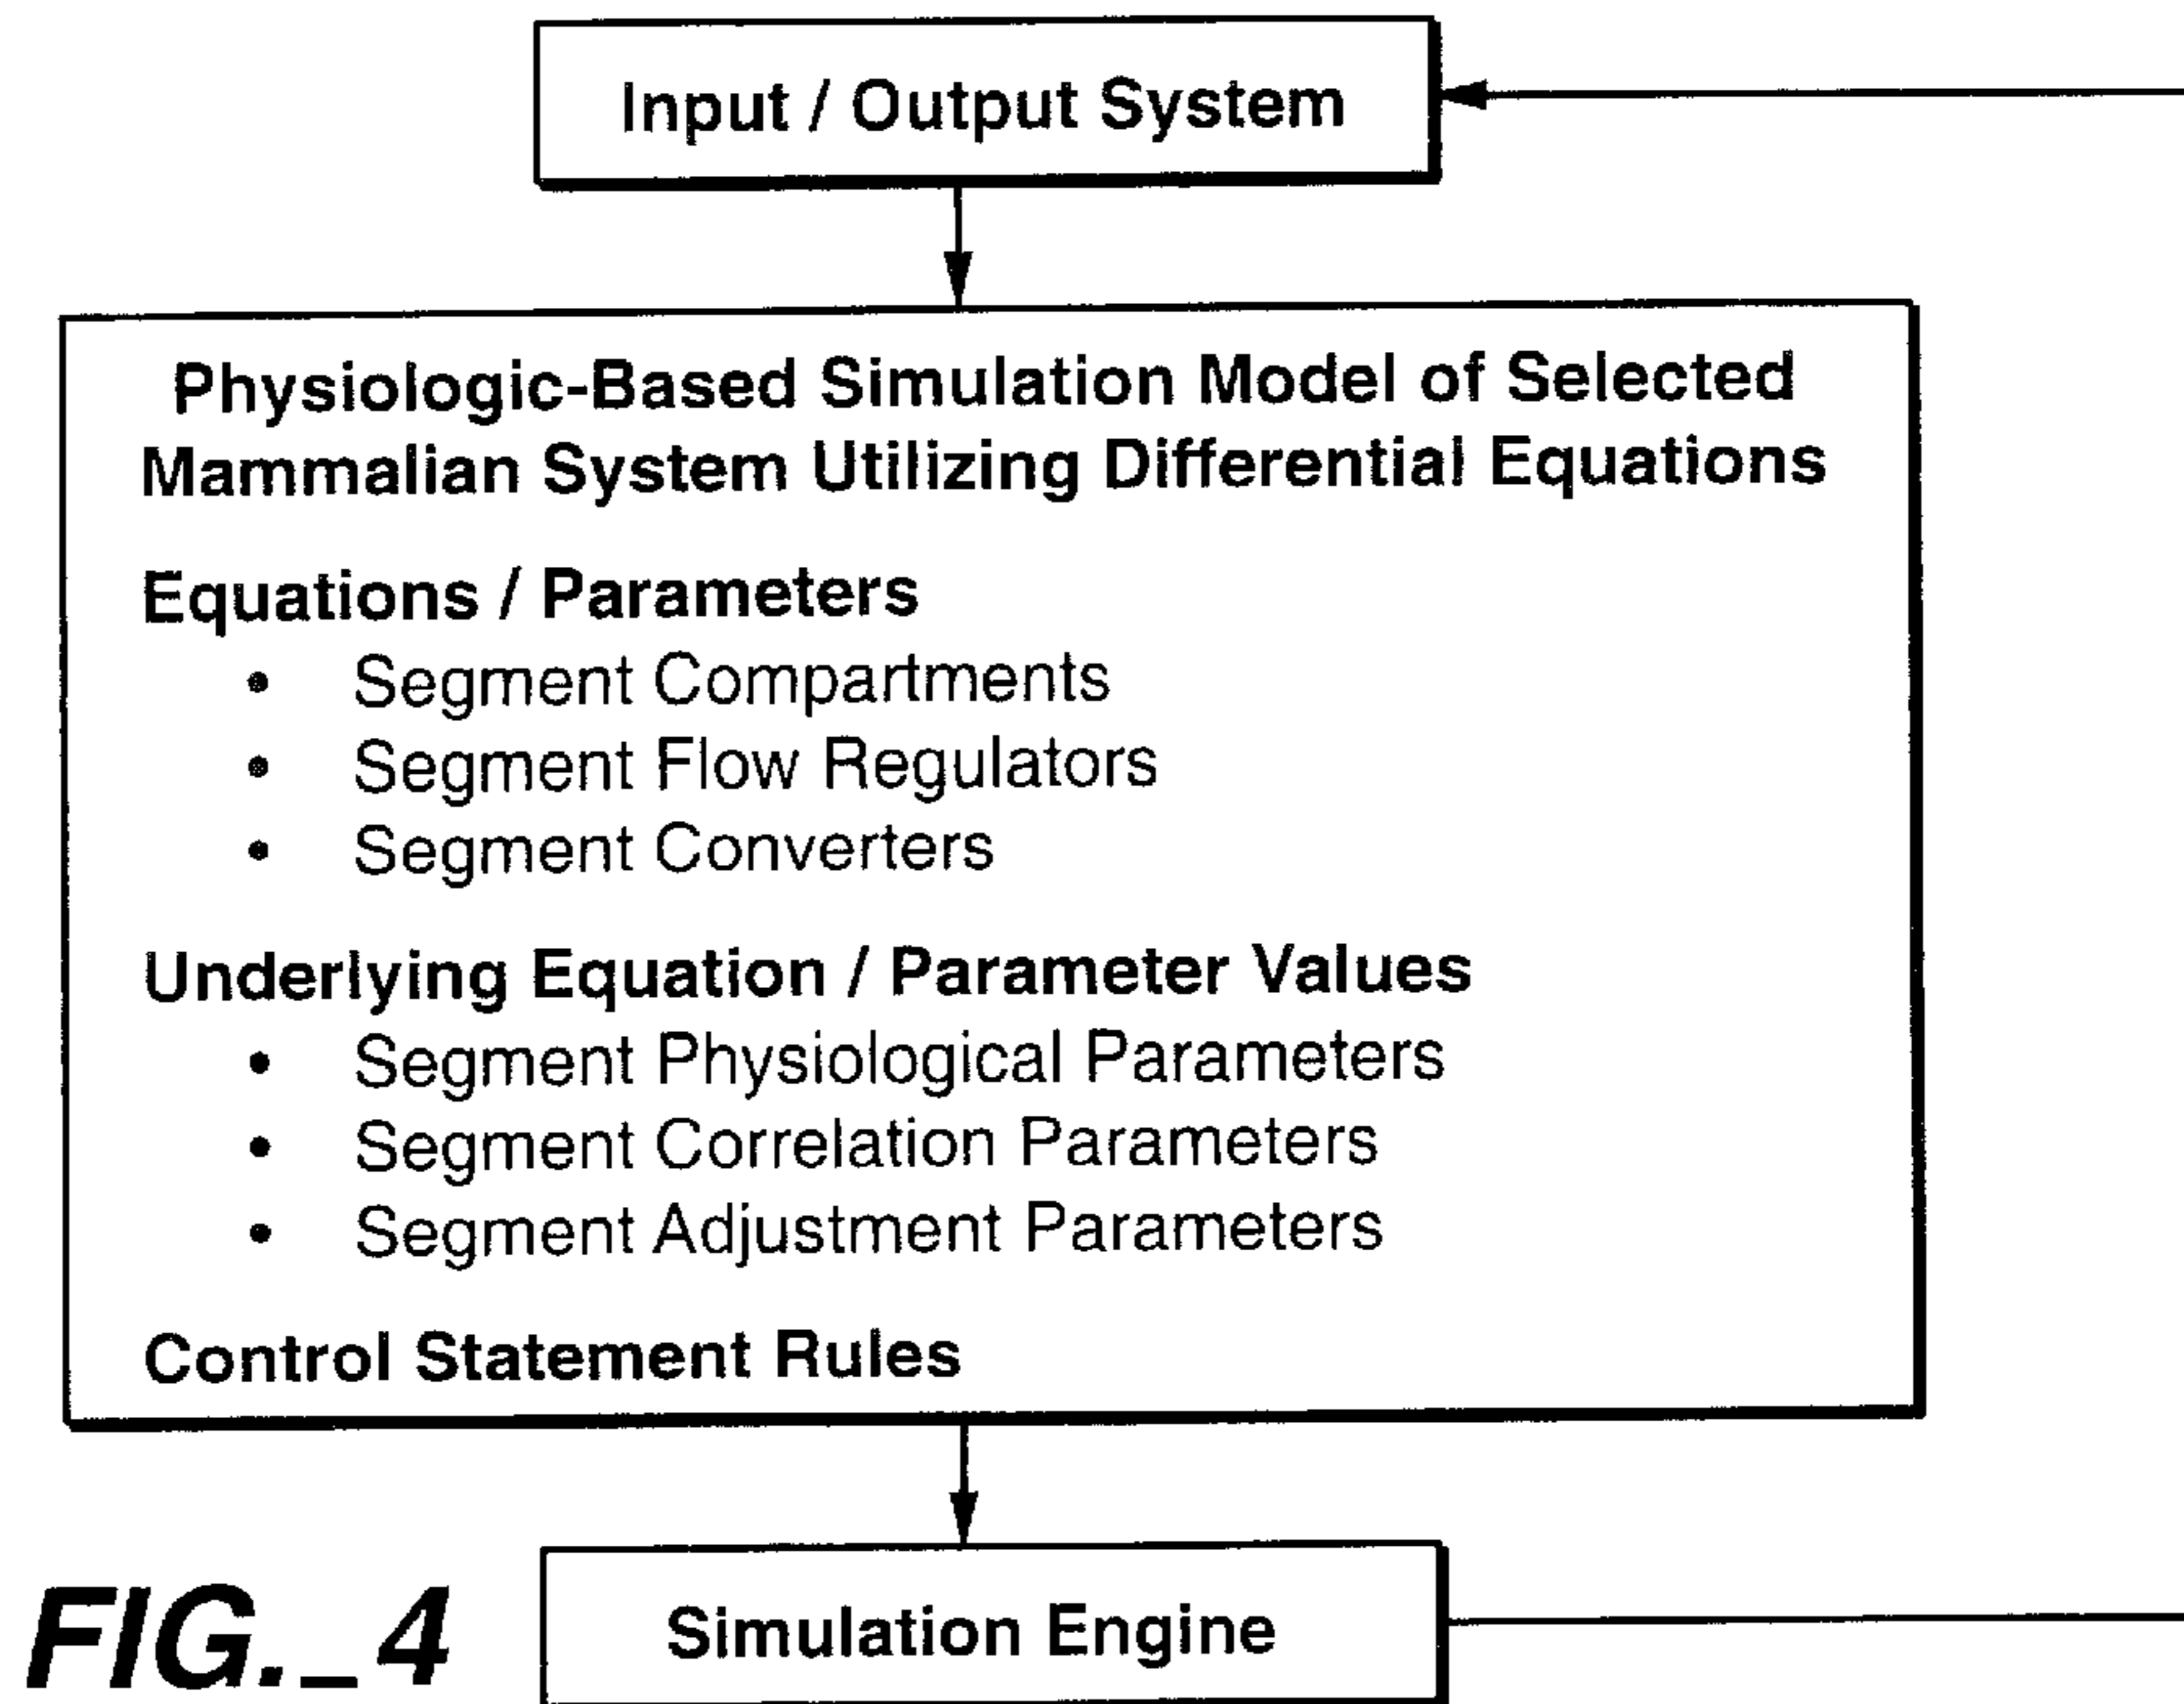 Input / Output System
Physiologic-Based Simulation Model of Selected
Mammalian System Utilizing Differential Equations
Equations / Parameters
• Segment Compartments
• Segment Flow Regulators
• Segment Converters
Underlying Equation / Parameter Values
• Segment Physiological Parameters
• Segment Correlation Parameters
• Segment Adjustment Parameters
Control Statement Rules
Simulation Engine
FIG._4